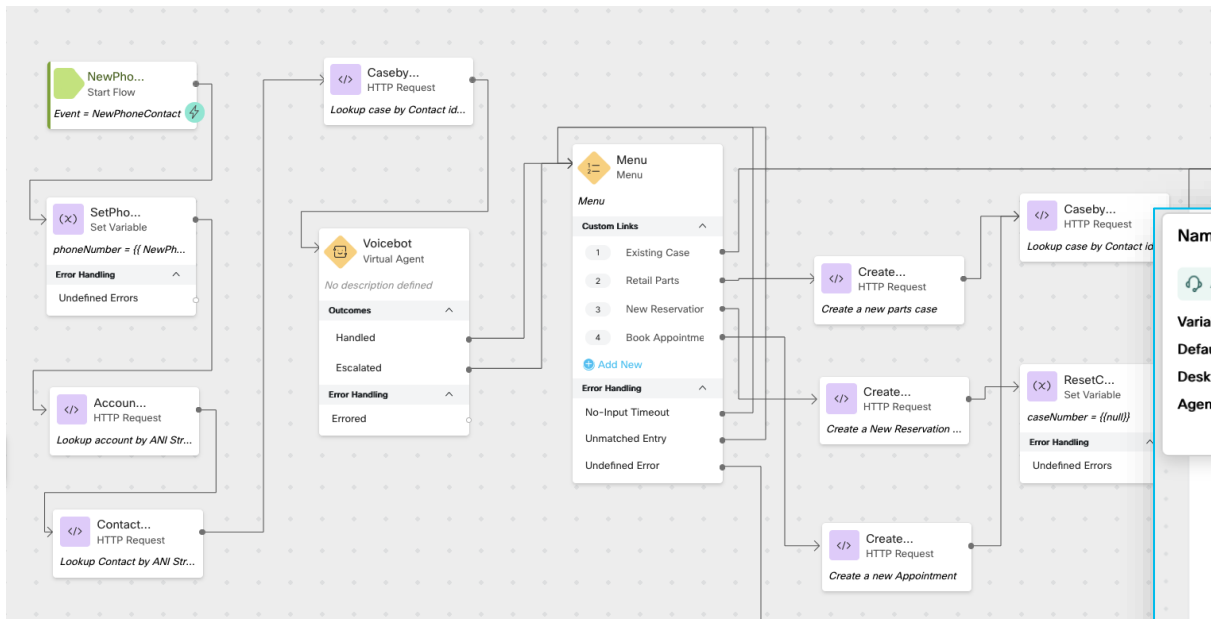 NewPho...
Start Flow
Event = NewPhoneContact
SetPho...
Set Variable
phoneNumber = {{ NewPh...
Error Handling
Undefined Errors
Accoun...
HTTP Request
Lookup account by ANI Str...
Contact...
HTTP Request
Lookup Contact by ANI Str...
Caseby...
HTTP Request
Lookup case by Contact id...
Voicebot
Virtual Agent
No description defined
Outcomes
Handled
Escalated
Error Handling
Errored
Menu
Menu
Menu
Custom Links
1 Existing Case
2 Retail Parts
3 New Reservation
4 Book Appointme
Add New
Error Handling
No-Input Timeout
Unmatched Entry
Undefined Error
Create...
HTTP Request
Create a new parts case
Create...
HTTP Request
Create a New Reservation ...
Create...
HTTP Request
Create a new Appointment
Caseby...
HTTP Request
Lookup case by Contact id
ResetC...
Set Variable
caseNumber = {{null}}
Error Handling
Undefined Errors
Nam
Varia
Defau
Desk
Agen